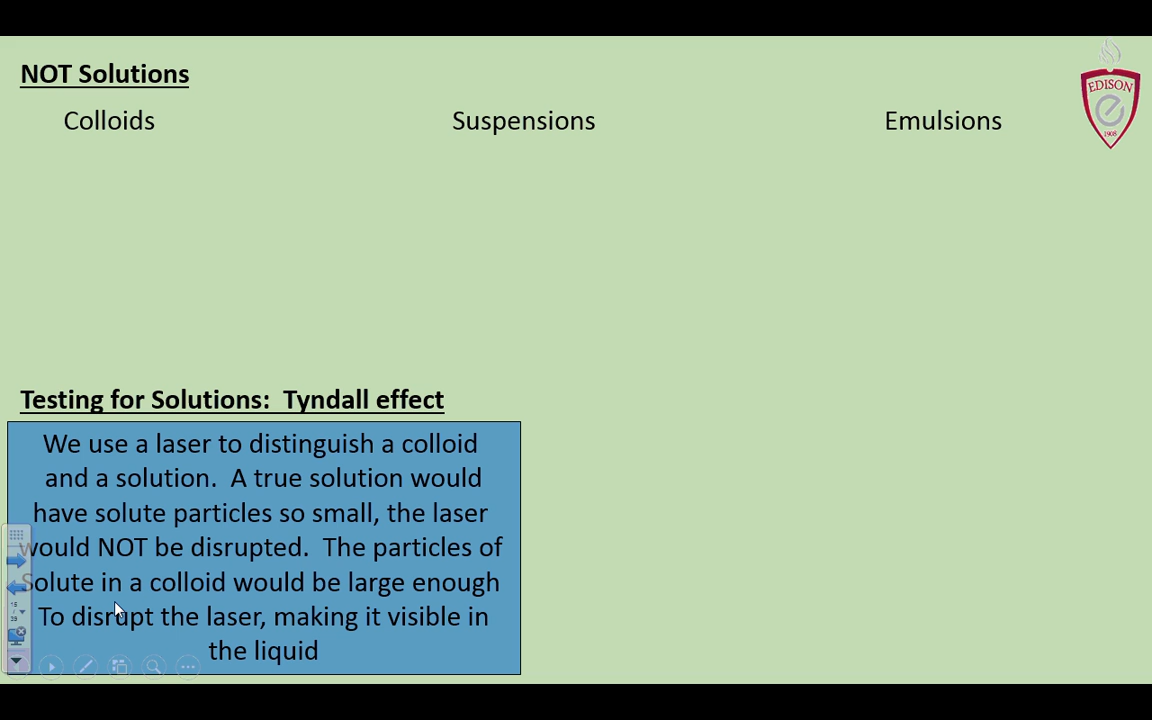 NOT Solutions
Colloids Suspensions Emulsions
EDISON
e
1908
Testing for Solutions: Tyndall effect
We use a laser to distinguish a colloid
and a solution. A true solution would
have solute particles so small, the laser
would NOT be disrupted. The particles of
Solute in a colloid would be large enough
To disrupt the laser, making it visible in
the liquid